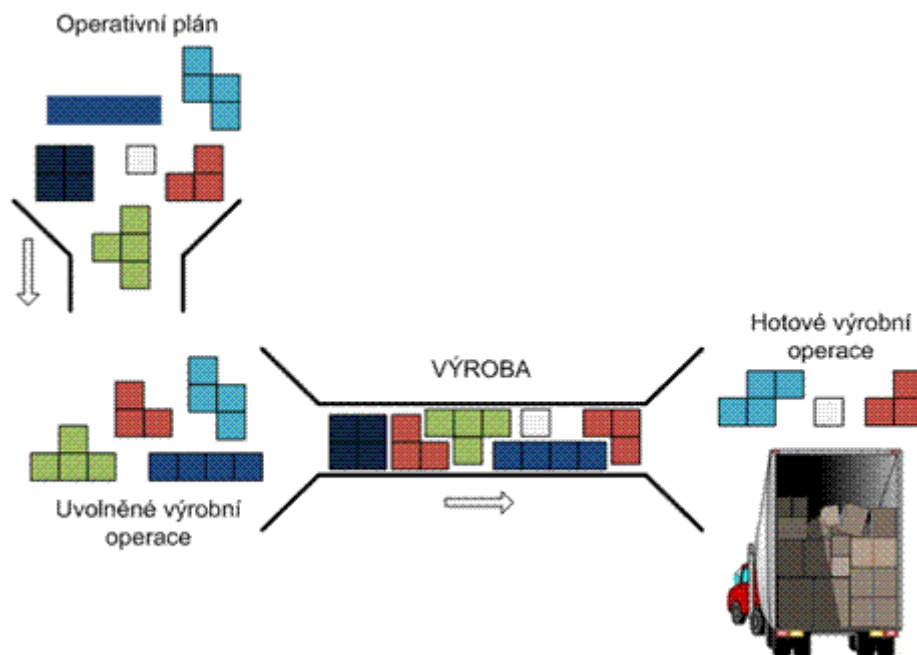 Operativní plán
VÝROBA
Hotové výrobní
operace
Uvolněné výrobní
operace